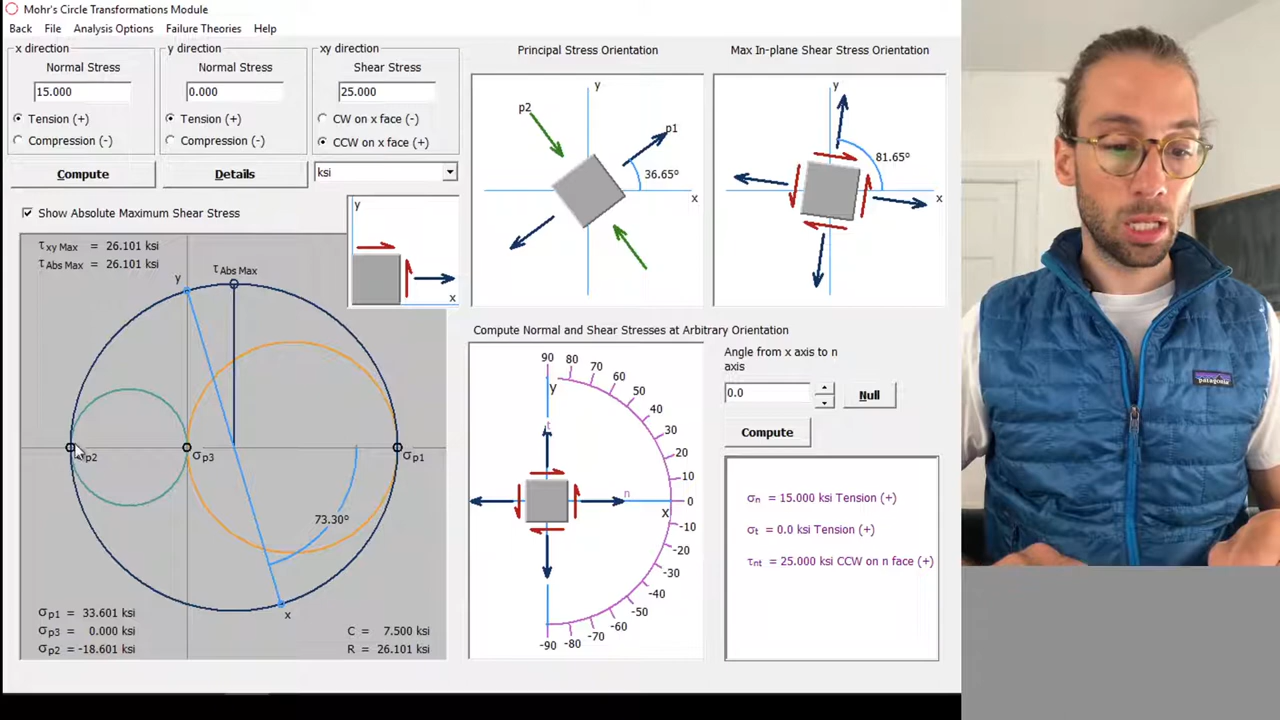 Mohr's Circle Transformations Module
Back File Analysis Options Failure Theories Help
x direction
Normal Stress
15.000
Tension (+)
Compression (-)
y direction
Normal Stress
0.000
Tension (+)
Compression (-)
xy direction
Shear Stress
25.000
CW on x face (-)
CCW on x face (+)
Compute
Details
ksi
Show Absolute Maximum Shear Stress
τxy Max = 26.101 ksi
τAbs Max = 26.101 ksi
τAbs Max
y
σp3
σp1
p2
73.30º
x
σp1 = 33.601 ksi
σp3 = 0.000 ksi
σp2 = -18.601 ksi
C = 7.500 ksi
R = 26.101 ksi
y
x
Principal Stress Orientation
y
p2
p1
36.65º
x
Max In-plane Shear Stress Orientation
y
81.65º
x
Compute Normal and Shear Stresses at Arbitrary Orientation
90
80
70
60
50
40
30
20
10
0
-10
-20
-30
-40
-50
-60
-70
-80
-90
y
t
n
x
Angle from x axis to n
axis
0.0
Null
Compute
σn = 15.000 ksi Tension (+)
σt = 0.0 ksi Tension (+)
τnt = 25.000 CCW on n face (+)
patagonia